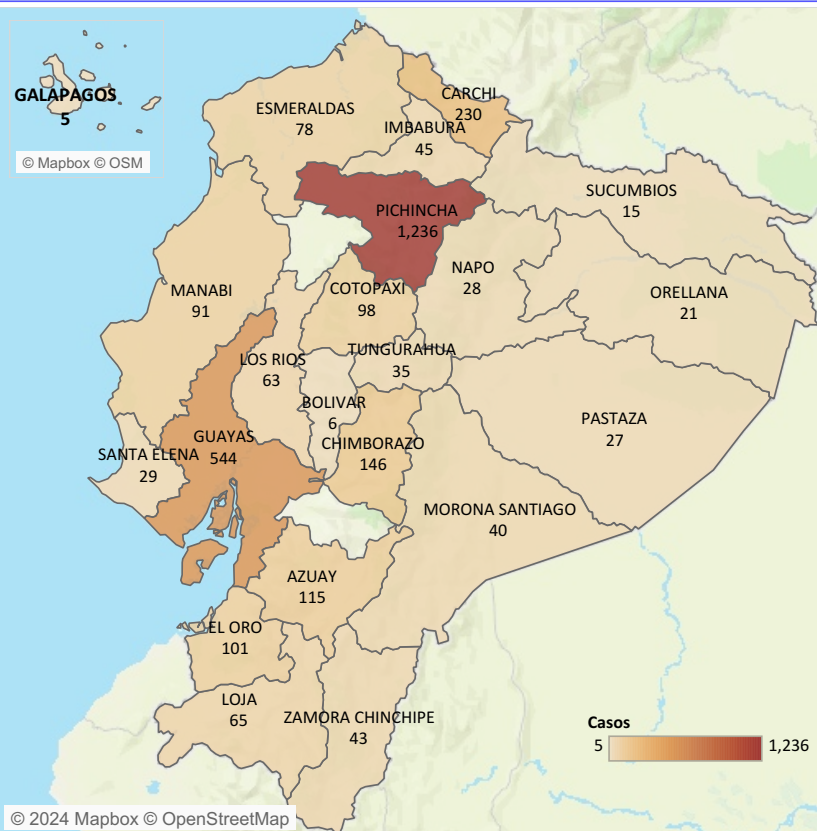 GALAPAGOS
5
© Mapbox © OSM
ESMERALDAS
78
CARCHI
230
IMBABURA
45
SUCUMBIOS
15
PICHINCHA
1,236
NAPO
28
ORELLANA
21
MANABI
91
COTOPAXI
98
TUNGURAHUA
35
LOS RIOS
63
BOLIVAR
6
PASTAZA
27
GUAYAS
544
CHIMBORAZO
146
SANTA ELENA
29
MORONA SANTIAGO
40
AZUAY
115
EL ORO
101
LOJA
65
ZAMORA CHINCHIPE
43
Casos
5 1,236
© 2024 Mapbox © OpenStreetMap